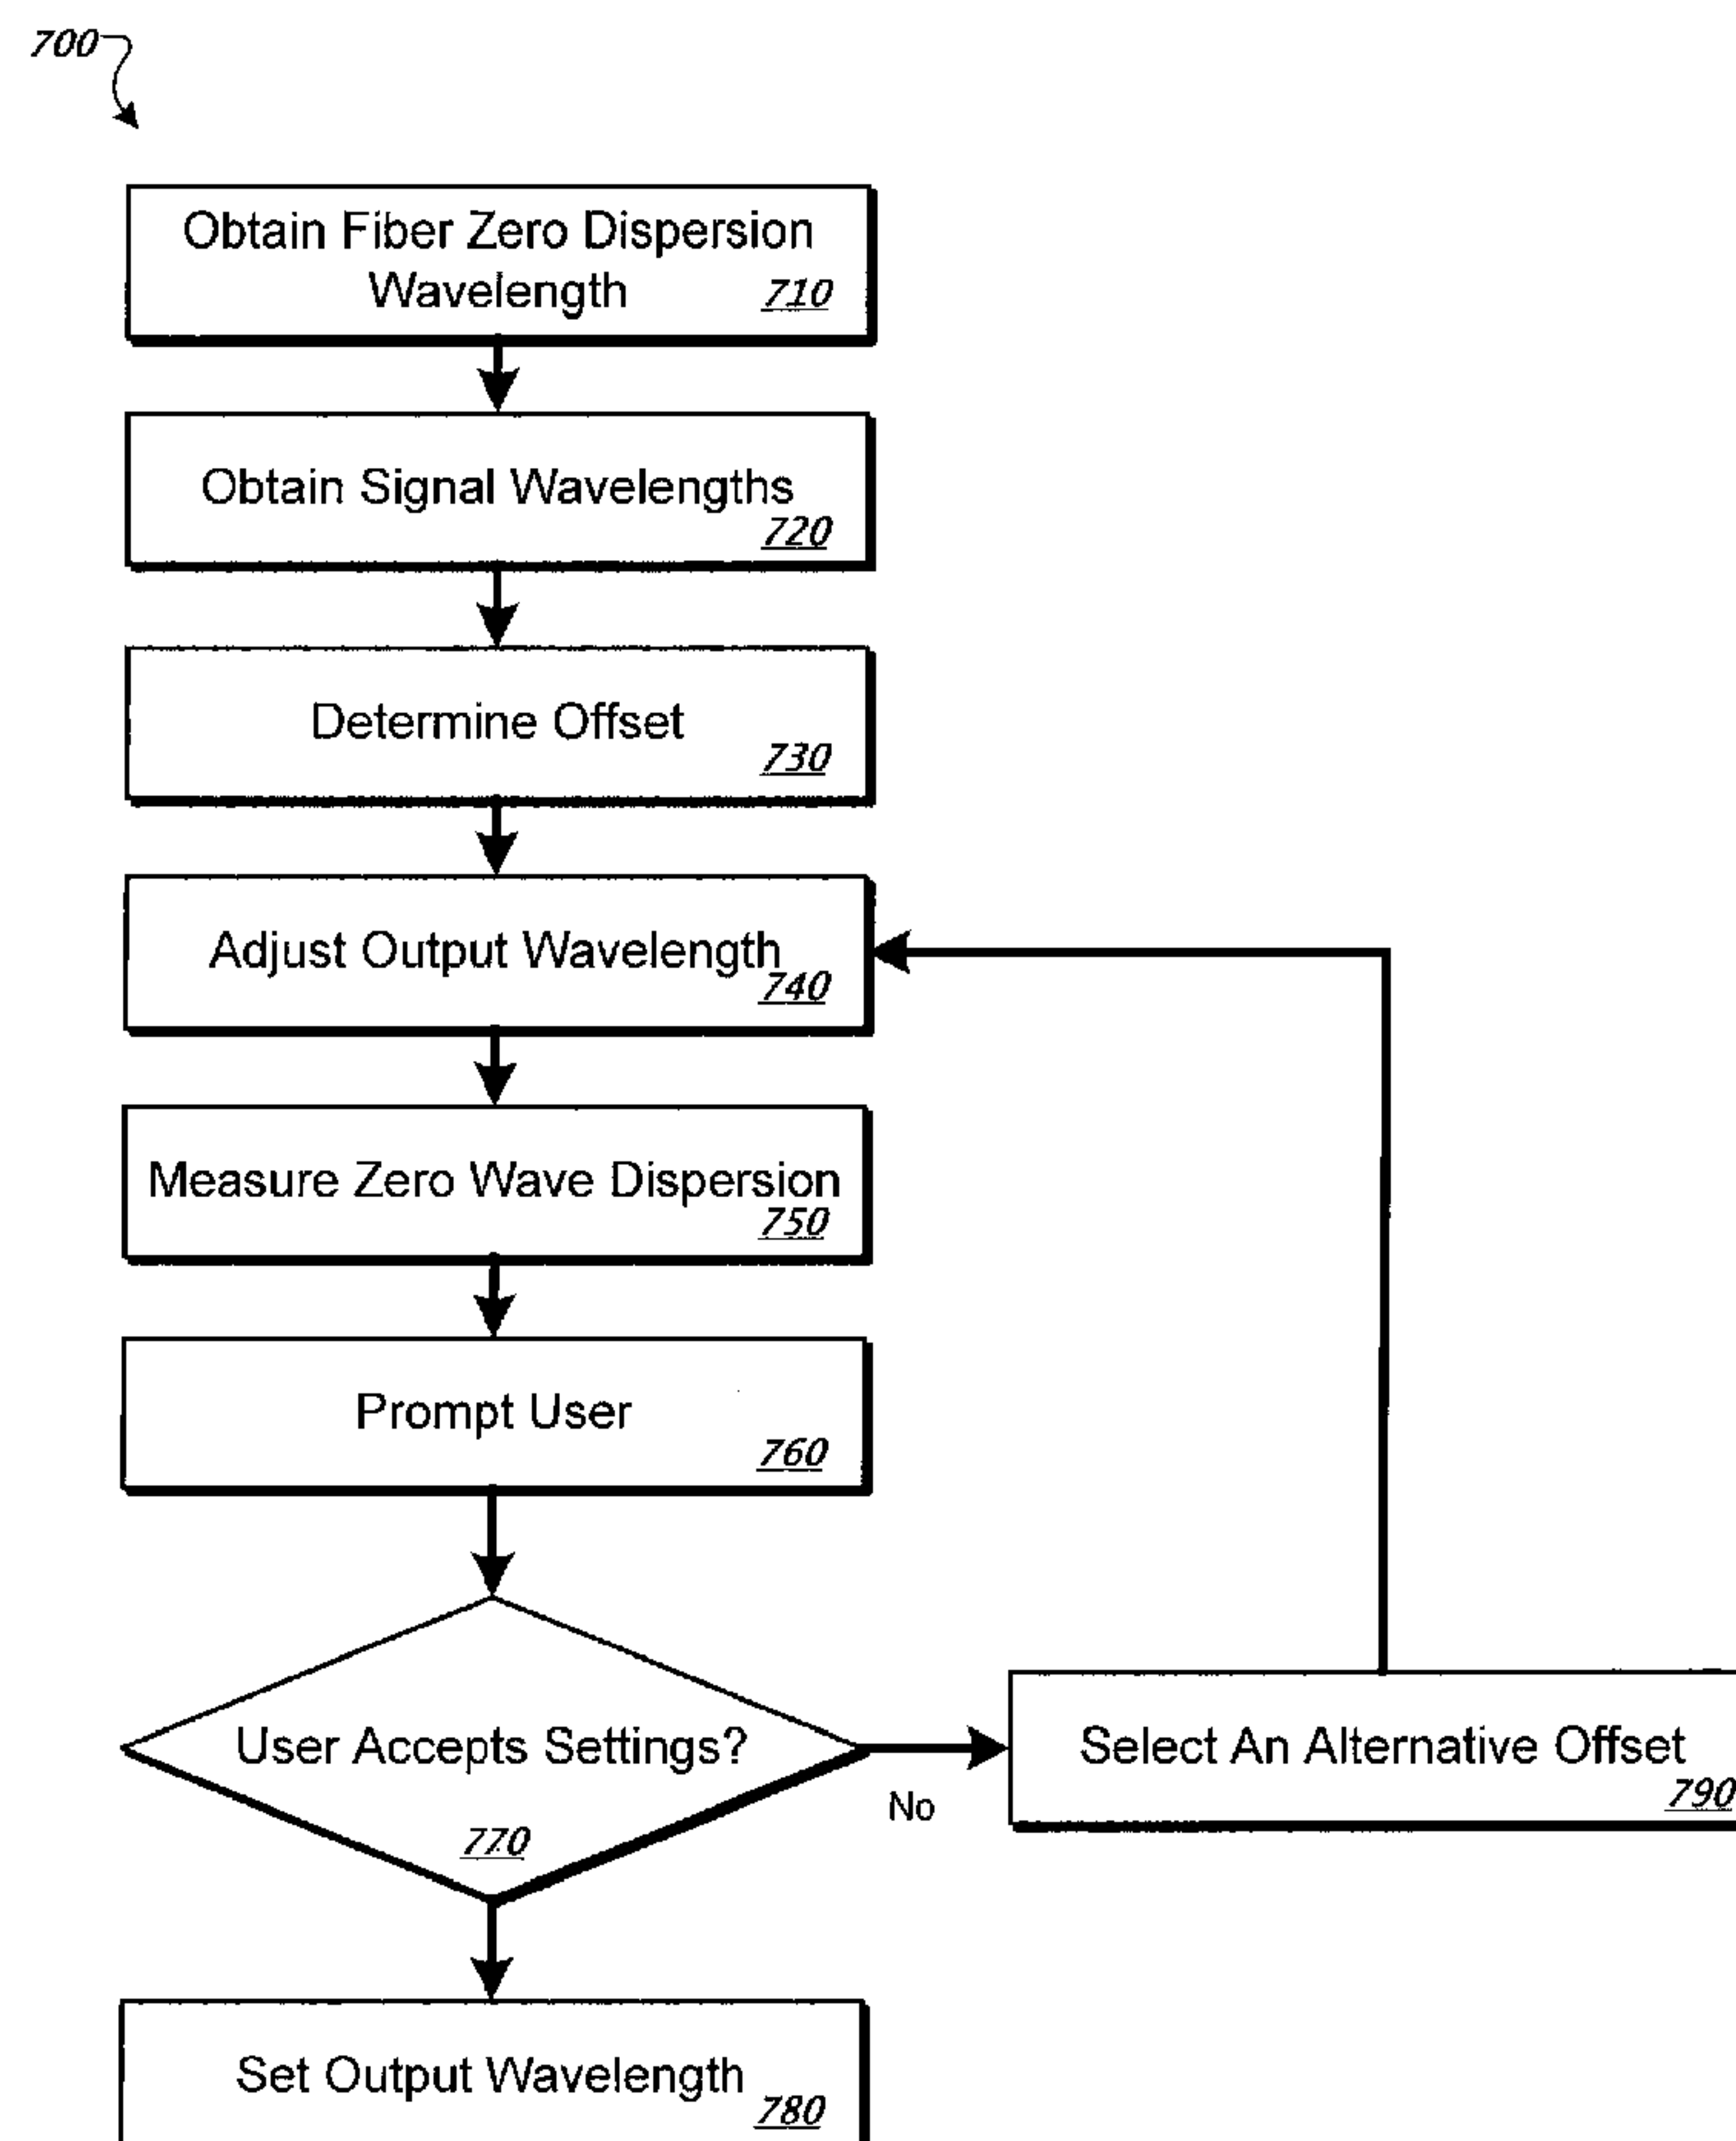 700
Obtain Fiber Zero Dispersion
Wavelength 710
Obtain Signal Wavelengths
720
Determine Offset
730
Adjust Output Wavelength
740
Measure Zero Wave Dispersion
750
Prompt User
760
User Accepts Settings?
770
No
Select An Alternative Offset
790
Set Output Wavelength
780